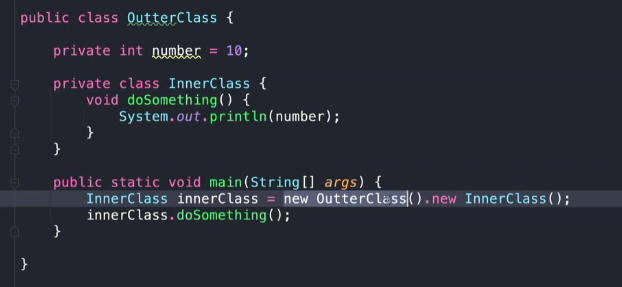 public class OutterClass {
private int number = 10;
private class InnerClass {
void doSomething() {
System.out.println(number);
}
}
public static void main(String[] args) {
InnerClass innerClass = new OutterClass().new InnerClass();
innerClass.doSomething();
}
}